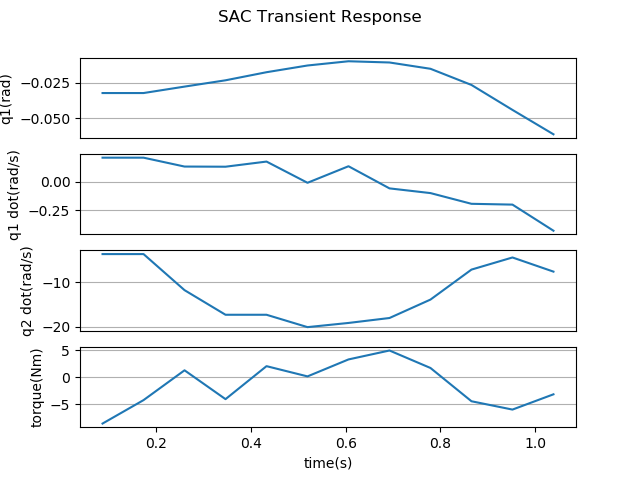 SAC Transient Response
q1(rad)
−0.025
−0.050
q1 dot(rad/s)
0.00
−0.25
q2 dot(rad/s)
−10
−20
torque(Nm)
5
0
−5
0.2 0.4 0.6 0.8 1.0
time(s)